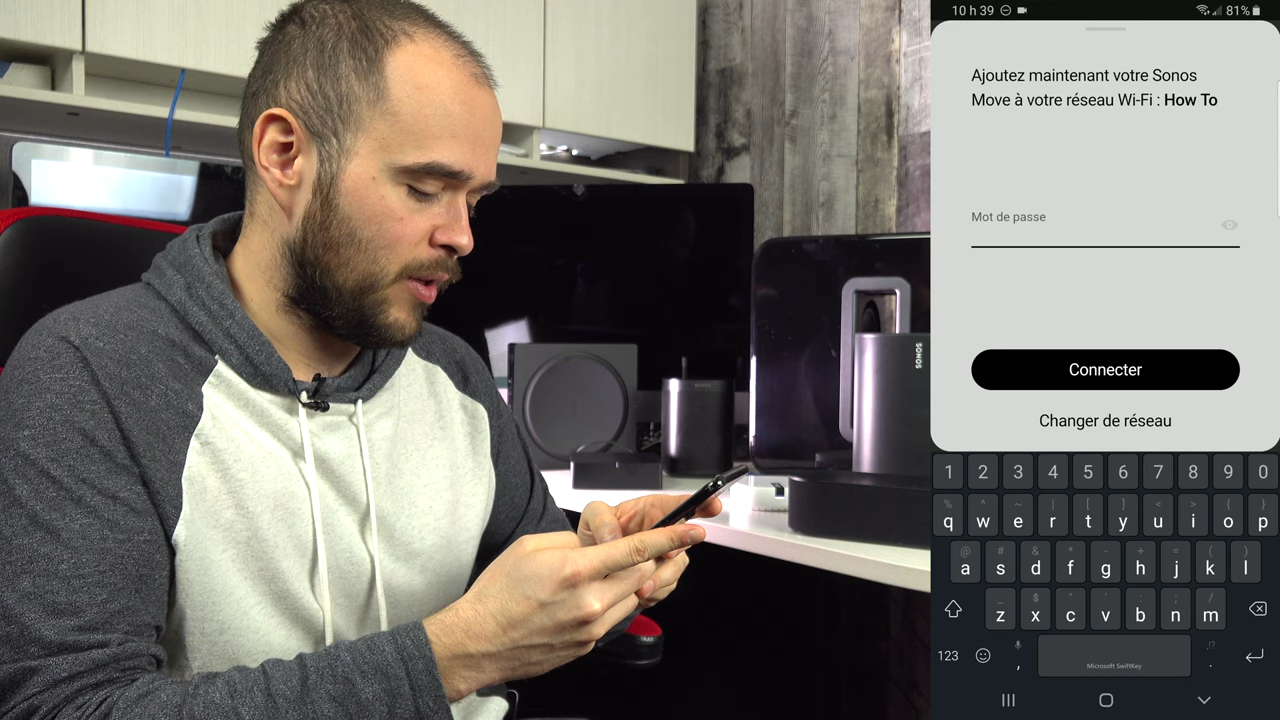 10 h 39
81%
Ajoutez maintenant votre Sonos
Move à votre réseau Wi-Fi : How To
Mot de passe
Connecter
Changer de réseau
1 2 3 4 5 6 7 8 9 0
% ^ ~ | [ ] < > { }
q w e r t y u i o p
@ # & * - + = ( )
a s d f g h j k l
_ $ " ' : ; /
z x c v b n m
123 , Microsoft SwiftKey .
,!?
SONOS